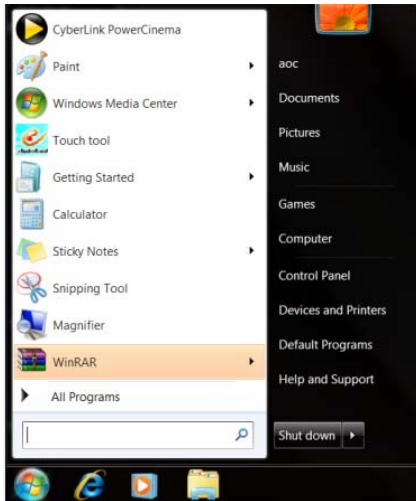 CyberLink PowerCinema
Paint
Windows Media Center
Touch tool
Getting Started
Calculator
Sticky Notes
Snipping Tool
Magnifier
WinRAR
All Programs
aoc
Documents
Pictures
Music
Games
Computer
Control Panel
Devices and Printers
Default Programs
Help and Support
Shut down